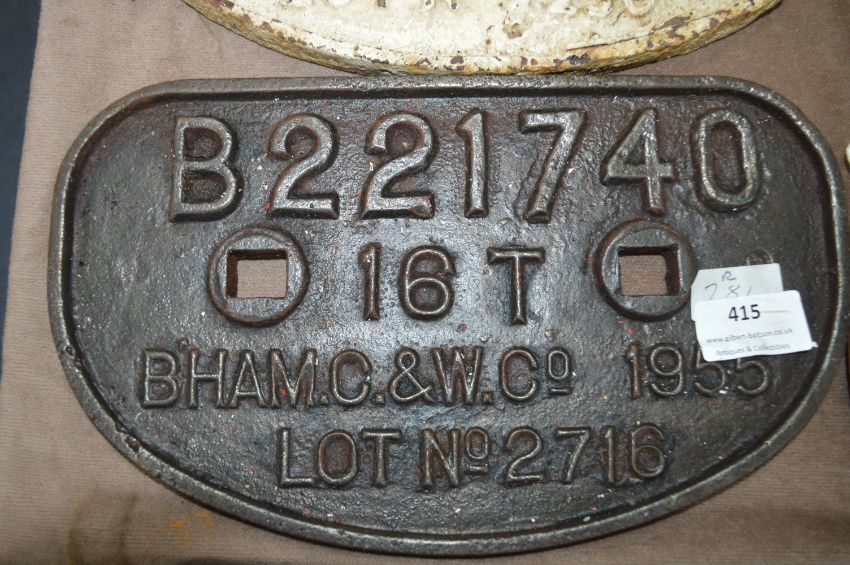 B221740
16 T
B'HAM.C.&W.Co 1955
LOT No 2716
R
415
www.gilbert-baitson.co.uk
Antiques & Collectibles